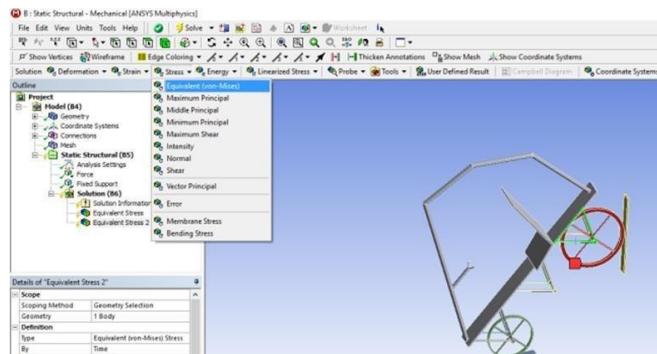 B : Static Structural - Mechanical [ANSYS Multiphysics]
File Edit View Units Tools Help Solve Worksheet
Show Vertices Wireframe Edge Coloring Thicken Annotations Show Mesh Show Coordinate Systems
Solution Deformation Strain Stress Energy Linearized Stress Probe Tools User Defined Result Campbell Diagram Coordinate Systems
Outline
Project
Model (B4)
Geometry
Coordinate Systems
Connections
Mesh
Static Structural (B5)
Analysis Settings
Force
Fixed Support
Solution (B6)
Solution Information
Equivalent Stress
Equivalent Stress 2
Equivalent (von-Mises)
Maximum Principal
Middle Principal
Minimum Principal
Maximum Shear
Intensity
Normal
Shear
Vector Principal
Error
Membrane Stress
Bending Stress
Details of "Equivalent Stress 2"
Scope
Scoping Method Geometry Selection
Geometry 1 Body
Definition
Type Equivalent (von-Mises) Stress
By Time